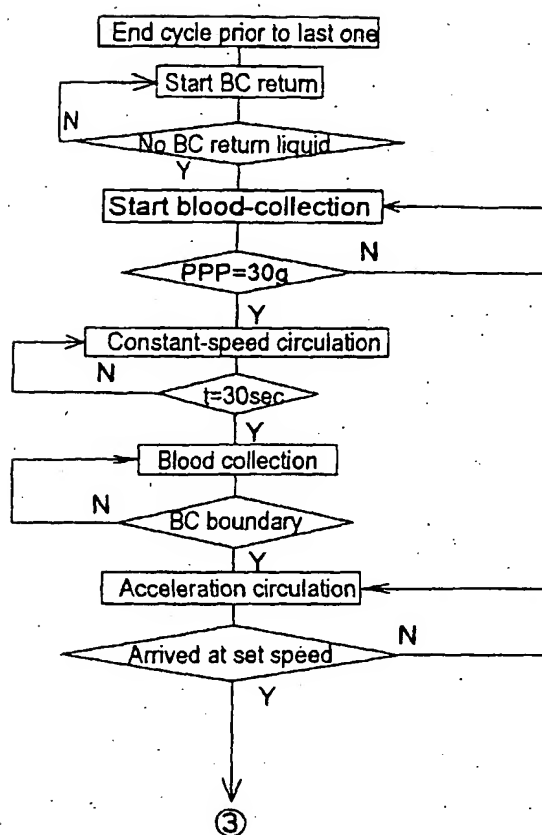 End cycle prior to last one
Start BC return
N
No BC return liquid
Y
Start blood-collection
N
PPP=30g
Y
Constant-speed circulation
N
t=30sec
Y
Blood collection
N
BC boundary
Y
Acceleration circulation
N
Arrived at set speed
Y
③